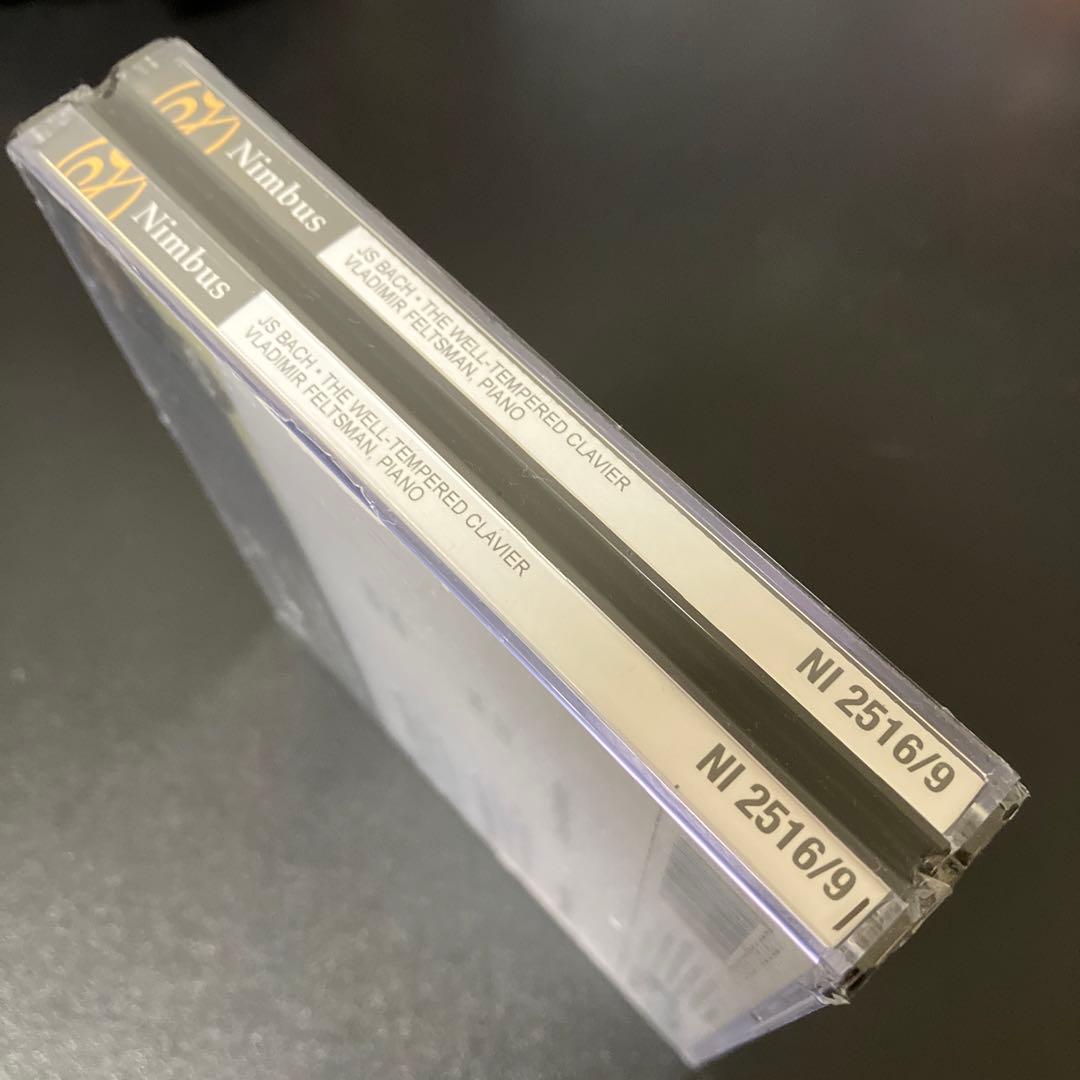 Nimbus
JS BACH • THE WELL-TEMPERED CLAVIER
VLADIMIR FELTSMAN, PIANO
NI 2516/9
Nimbus
JS BACH • THE WELL-TEMPERED CLAVIER
VLADIMIR FELTSMAN, PIANO
NI 2516/9